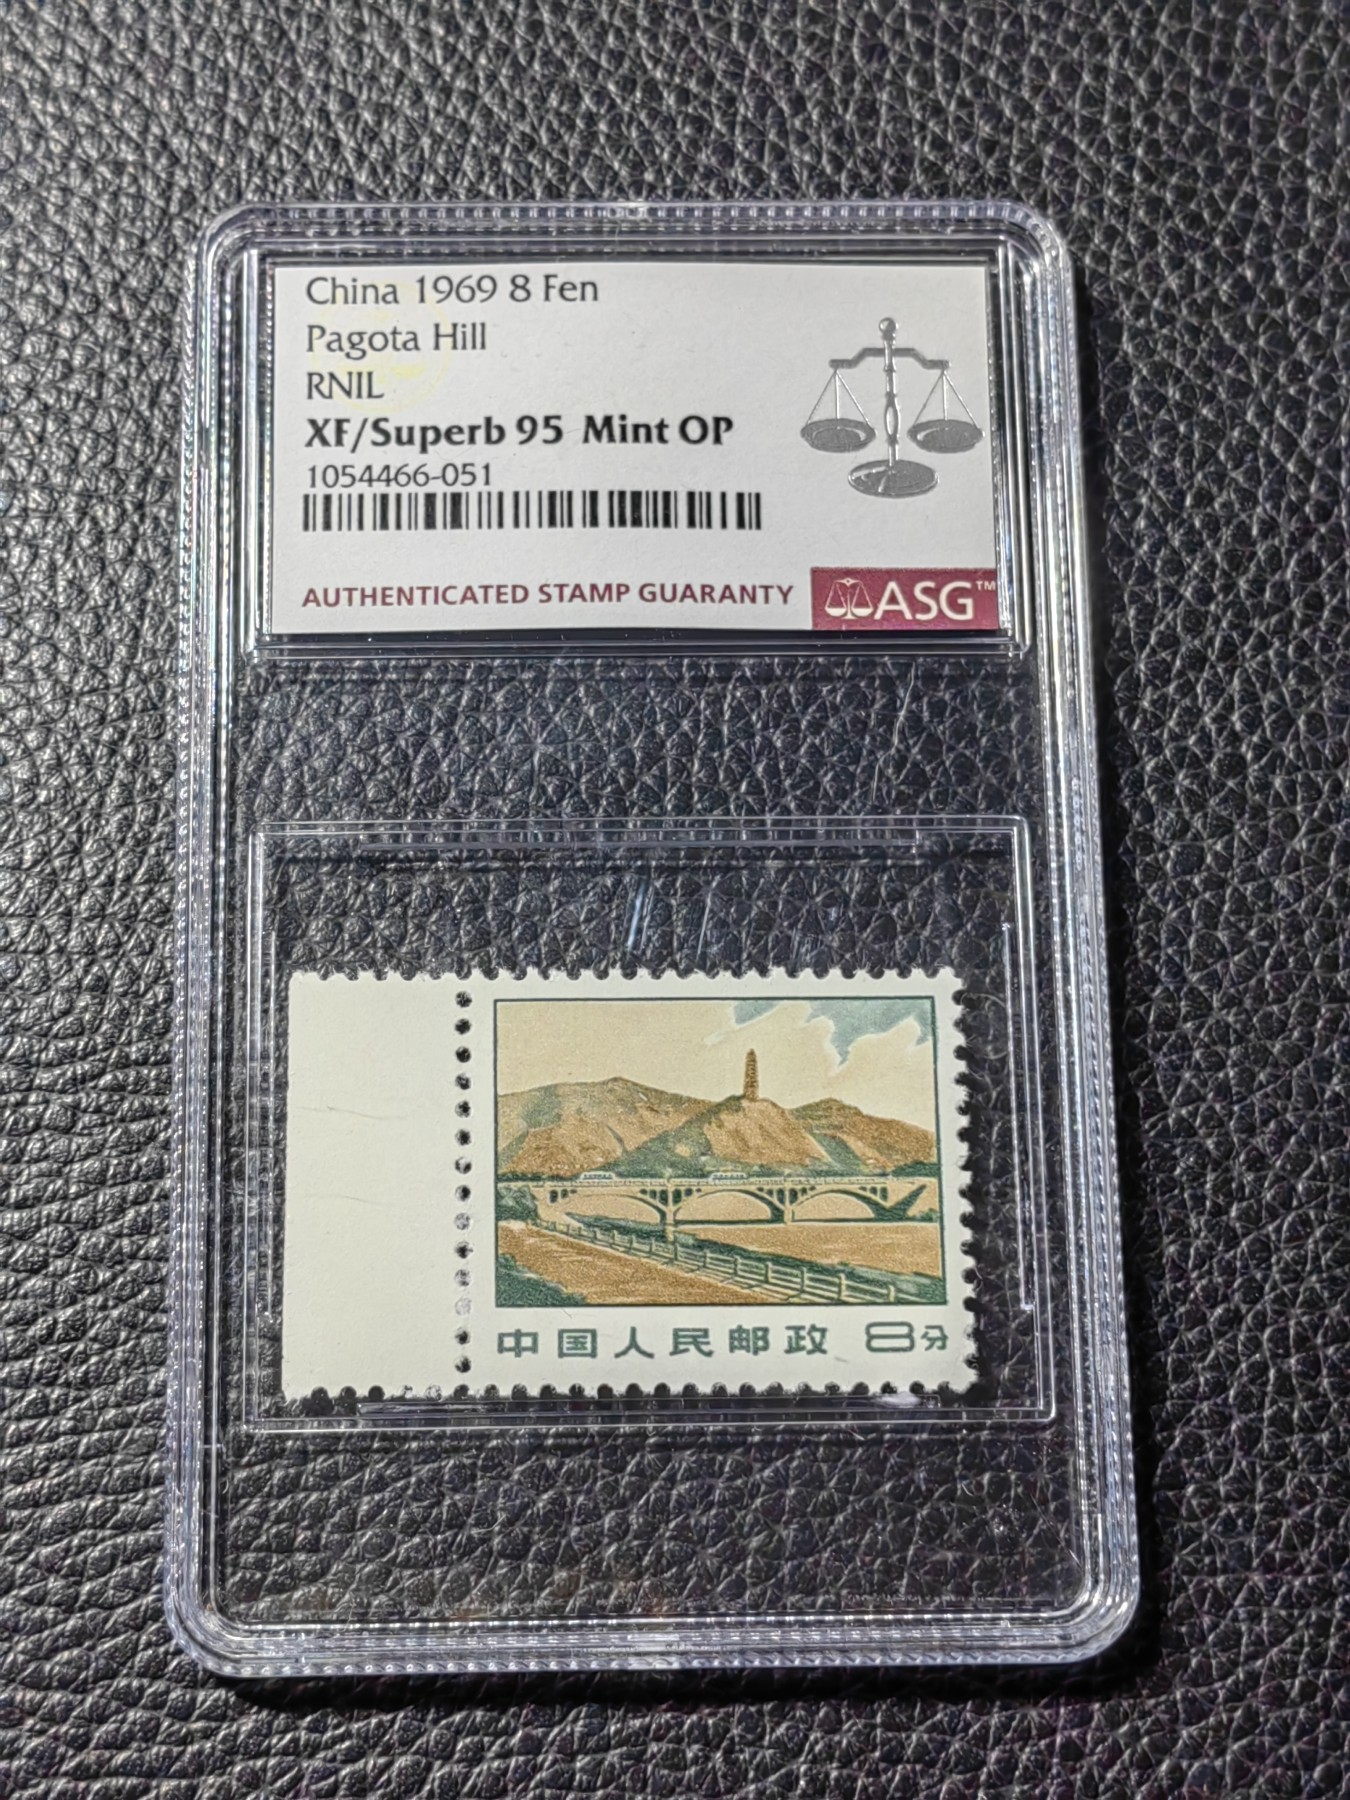 China 1969 8 Fen
Pagota Hill
RNIL
XF/Superb 95 Mint OP
1054466-051
AUTHENTICATED STAMP GUARANTY
ASG™
中国人民邮政 8分